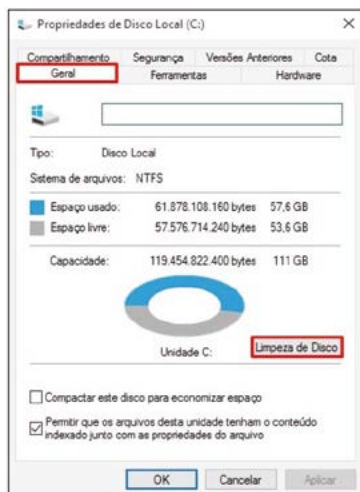 Propriedades de Disco Local (C:)
Compartilhamento Segurança Versões Anteriores Cota
Geral Ferramentas Hardware
Tipo: Disco Local
Sistema de arquivos: NTFS
Espaço usado: 61.878.108.160 bytes 57,6 GB
Espaço livre: 57.576.714.240 bytes 53,6 GB
Capacidade: 119.454.822.400 bytes 111 GB
Unidade C: Limpeza de Disco
Compactar este disco para economizar espaço
Permitir que os arquivos desta unidade tenham o conteúdo
indexado junto com as propriedades do arquivo
OK Cancelar Aplicar